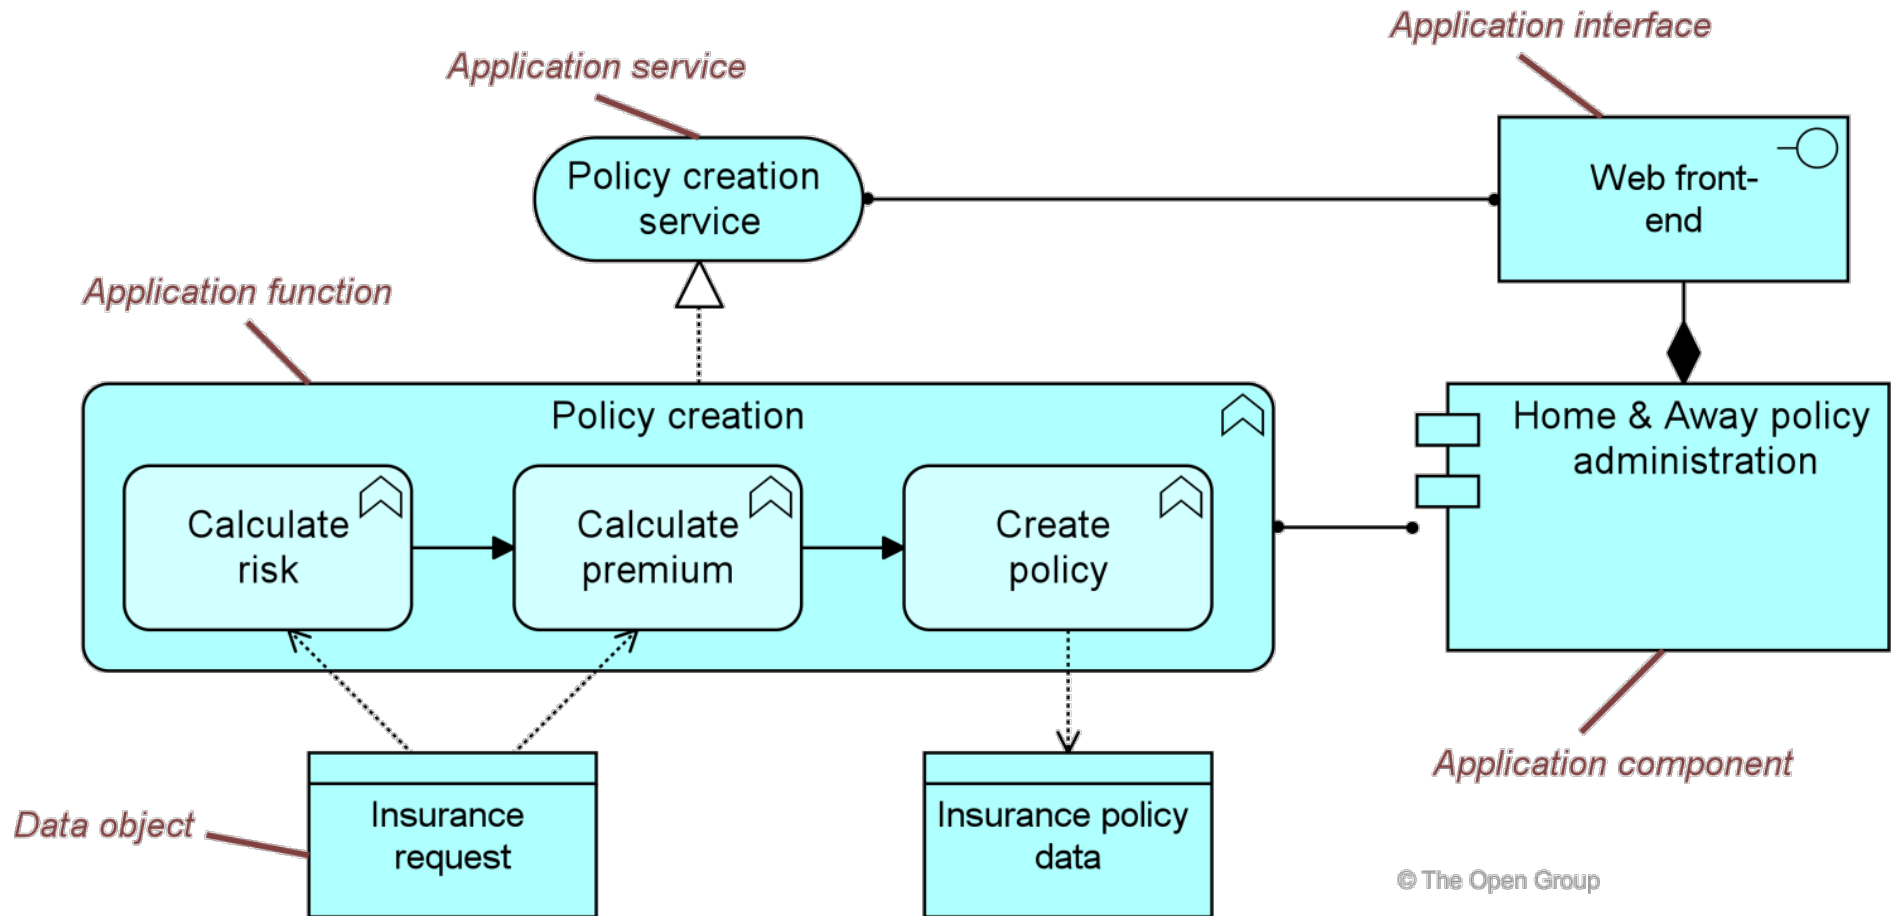 Application interface
Application service
Policy creation
service
Web front-
end
Application function
Policy creation
Home & Away policy
administration
Calculate
risk
Calculate
premium
Create
policy
Application component
Data object
Insurance
request
Insurance policy
data
© The Open Group